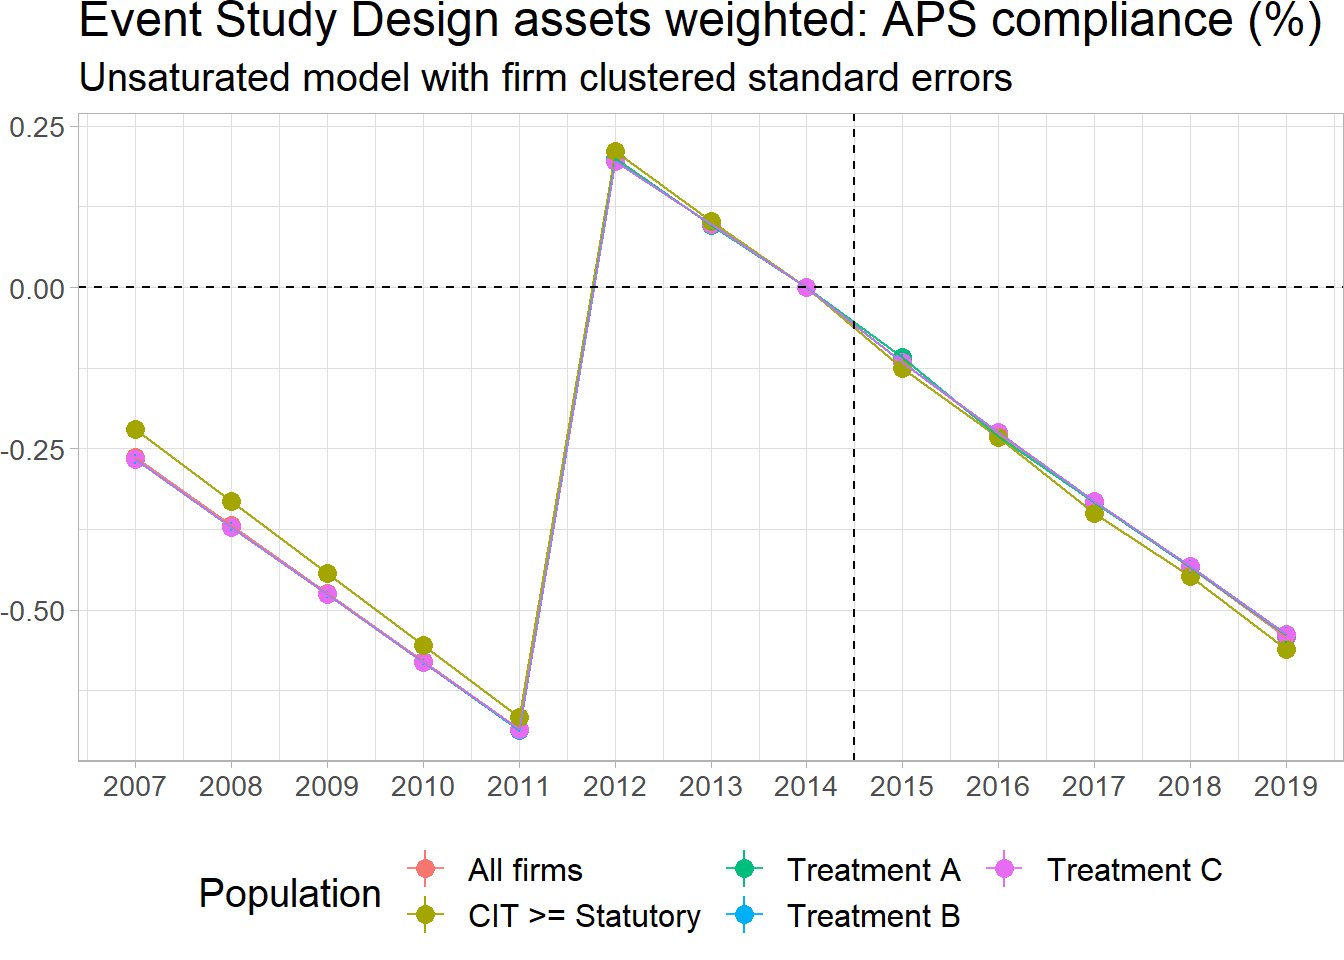 Event Study Design assets weighted: APS compliance (%)
Unsaturated model with firm clustered standard errors
0.25
0.00
-0.25
-0.50
2007 2008 2009 2010 2011 2012 2013 2014 2015 2016 2017 2018 2019
Population
All firms
CIT >= Statutory
Treatment A
Treatment B
Treatment C